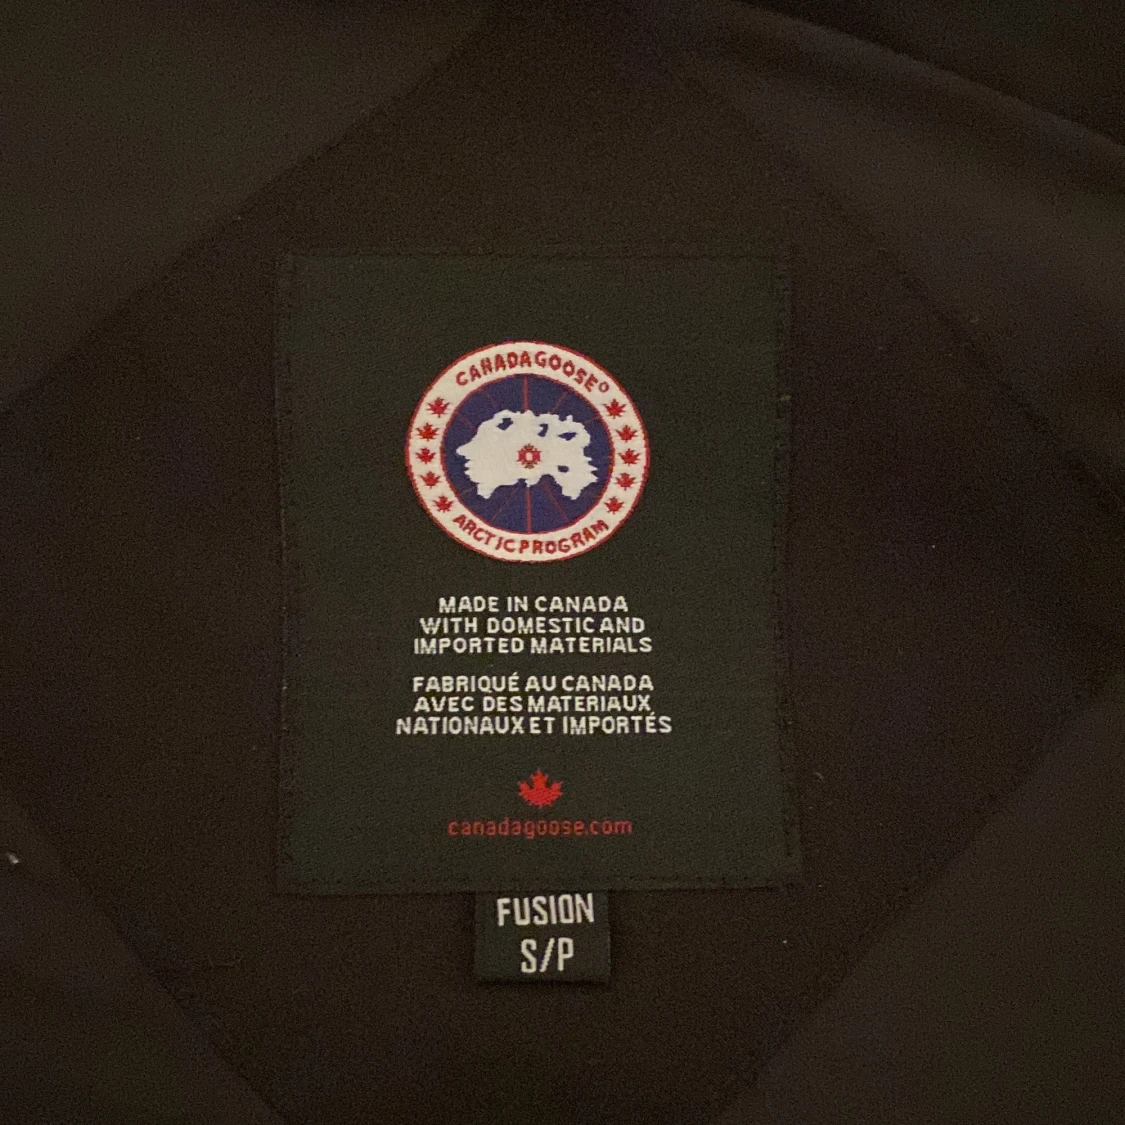 CANADA GOOSE®
ARCTIC PROGRAM
MADE IN CANADA
WITH DOMESTIC AND
IMPORTED MATERIALS
FABRIQUÉ AU CANADA
AVEC DES MATERIAUX
NATIONAUX ET IMPORTÉS
canadagoose.com
FUSION
S/P